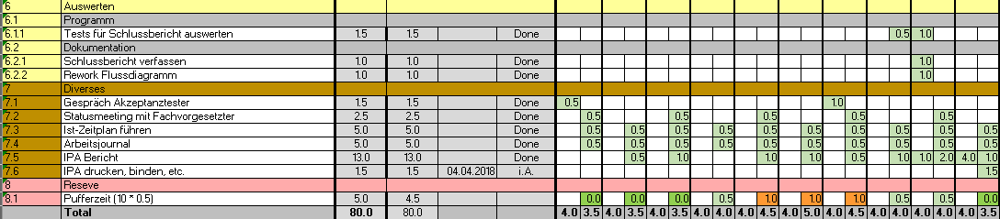 6 Auswerten
6.1 Programm
6.1.1 Tests für Schlussbericht auswerten 1.5 1.5 Done 0.5 1.0
6.2 Dokumentation
6.2.1 Schlussbericht verfassen 1.0 1.0 Done 1.0
6.2.2 Rework Flussdiagramm 1.0 1.0 Done 1.0
7 Diverses
7.1 Gespräch Akzeptanztester 1.5 1.5 Done 0.5 1.0
7.2 Statusmeeting mit Fachvorgesetzter 2.5 2.5 Done 0.5 0.5 0.5 0.5 0.5
7.3 Ist-Zeitplan führen 5.0 5.0 Done 0.5 0.5 0.5 0.5 0.5 0.5 0.5 0.5 0.5 0.5
7.4 Arbeitsjournal 5.0 5.0 Done 0.5 0.5 0.5 0.5 0.5 0.5 0.5 0.5 0.5 0.5
7.5 IPA Bericht 13.0 13.0 Done 0.5 1.0 1.0 0.5 1.0 1.0 1.0 2.0 4.0 1.0
7.6 IPA drucken, binden, etc. 1.5 1.5 04.04.2018 i.A. 1.5
8 Reseve
8.1 Pufferzeit (10 * 0.5) 5.0 4.5 0.0 0.0 0.0 0.5 1.0 1.0 1.0 0.5 0.5 0.0
Total 80.0 80.0 4.0 3.5 4.0 3.5 4.0 3.5 4.0 4.0 4.0 4.5 4.0 5.0 4.0 4.5 4.0 4.0 4.0 4.0 4.0 3.5